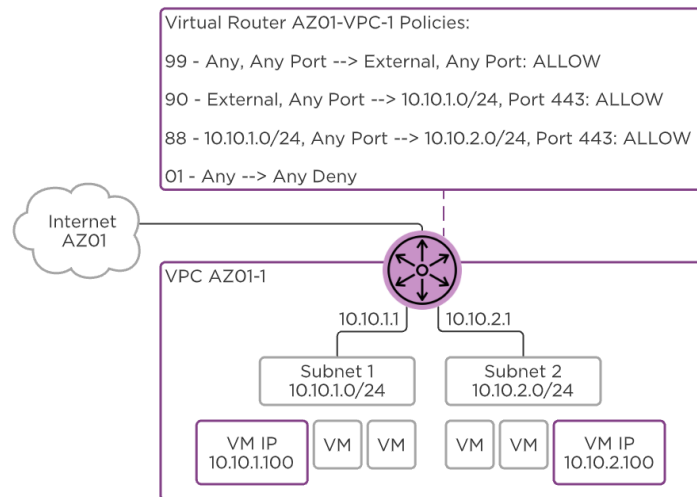 Virtual Router AZ01-VPC-1 Policies:
99 - Any, Any Port --> External, Any Port: ALLOW
90 - External, Any Port --> 10.10.1.0/24, Port 443: ALLOW
88 - 10.10.1.0/24, Any Port --> 10.10.2.0/24, Port 443: ALLOW
01 - Any --> Any Deny
Internet
AZ01
VPC AZ01-1
10.10.1.1
10.10.2.1
Subnet 1
10.10.1.0/24
Subnet 2
10.10.2.0/24
VM IP
10.10.1.100
VM
VM
VM
VM
VM IP
10.10.2.100